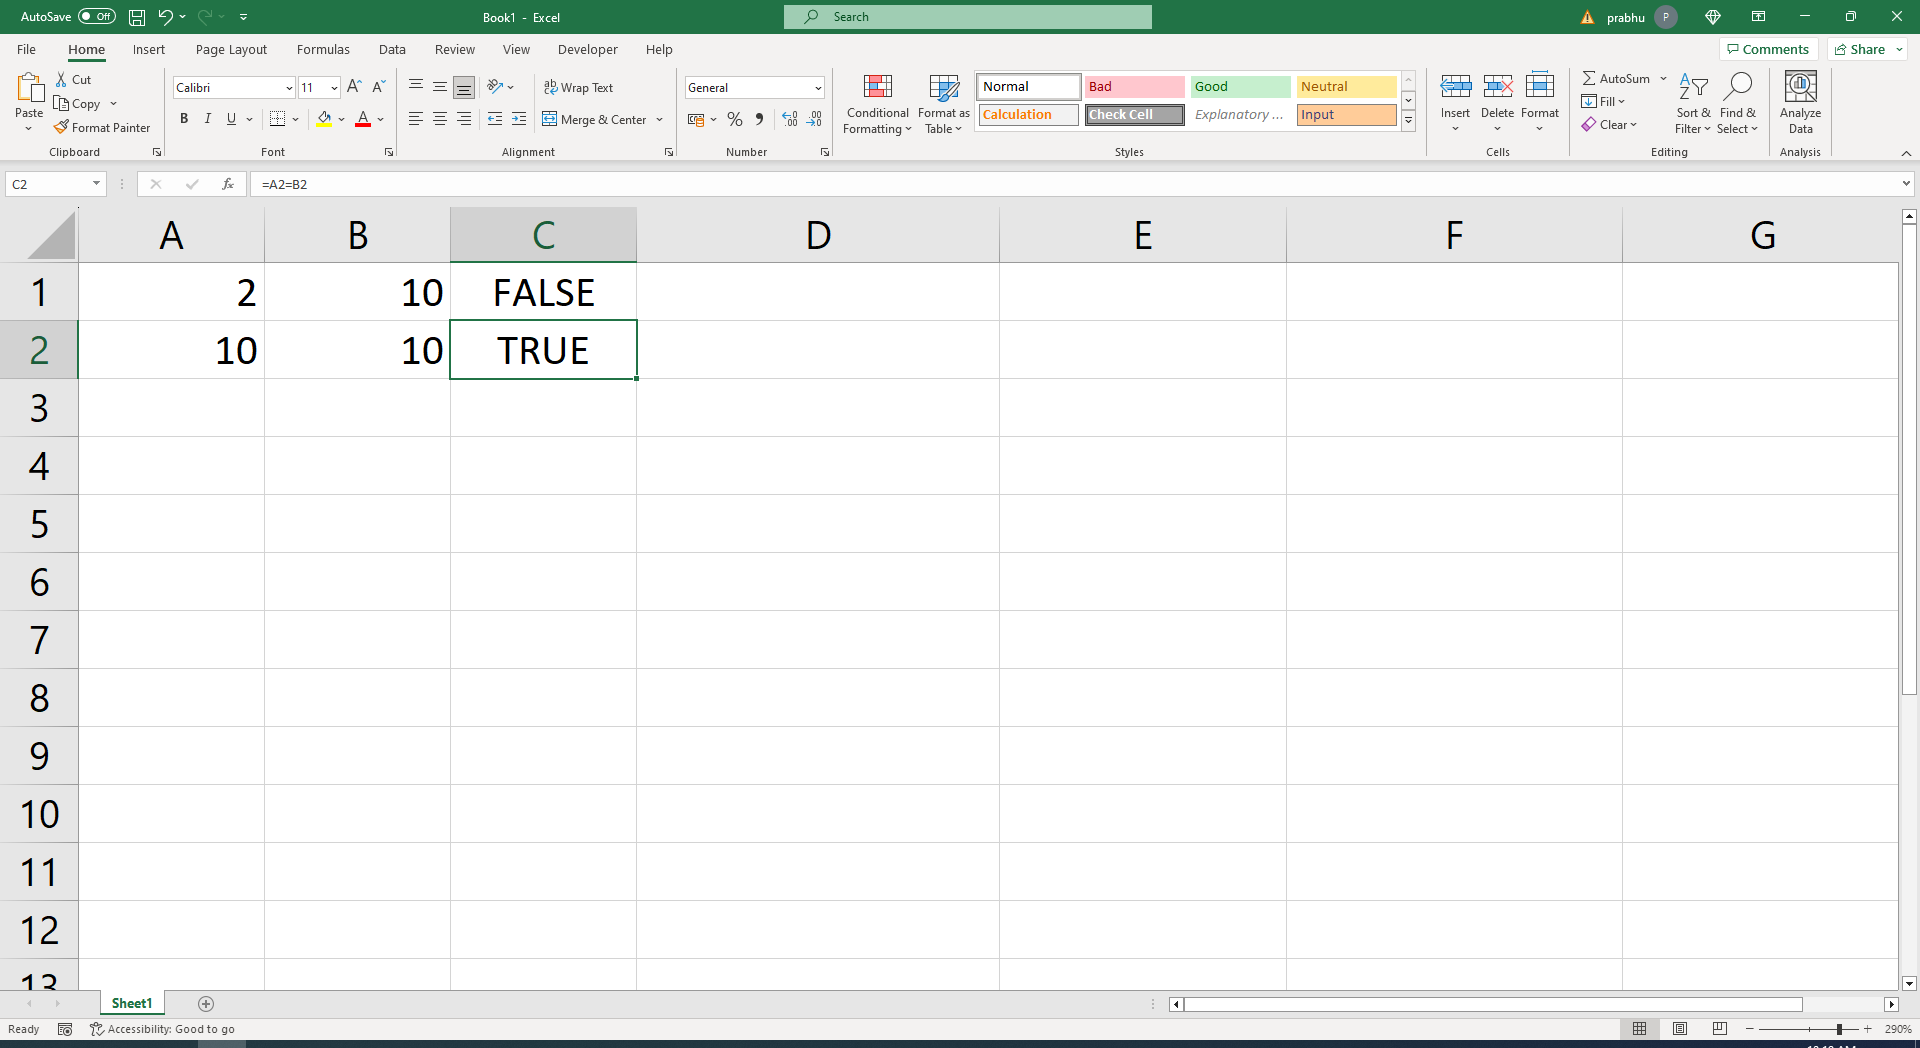 AutoSave Off Book1 - Excel Search prabhu P
File Home Insert Page Layout Formulas Data Review View Developer Help Comments Share
Paste Cut Copy Format Painter
Clipboard
Calibri 11
B I U A
Font
Wrap Text
Merge & Center
Alignment
General
% 9
Number
Conditional Formatting
Format as Table
Normal Bad Good Neutral
Calculation Check Cell Explanatory ... Input
Styles
Insert Delete Format
Cells
AutoSum
Fill
Clear
Sort & Filter
Find & Select
Editing
Analyze Data
Analysis
C2 fx =A2=B2
A B C D E F G
1 2 10 FALSE
2 10 10 TRUE
3
4
5
6
7
8
9
10
11
12
13
Sheet1
Ready Accessibility: Good to go 290%